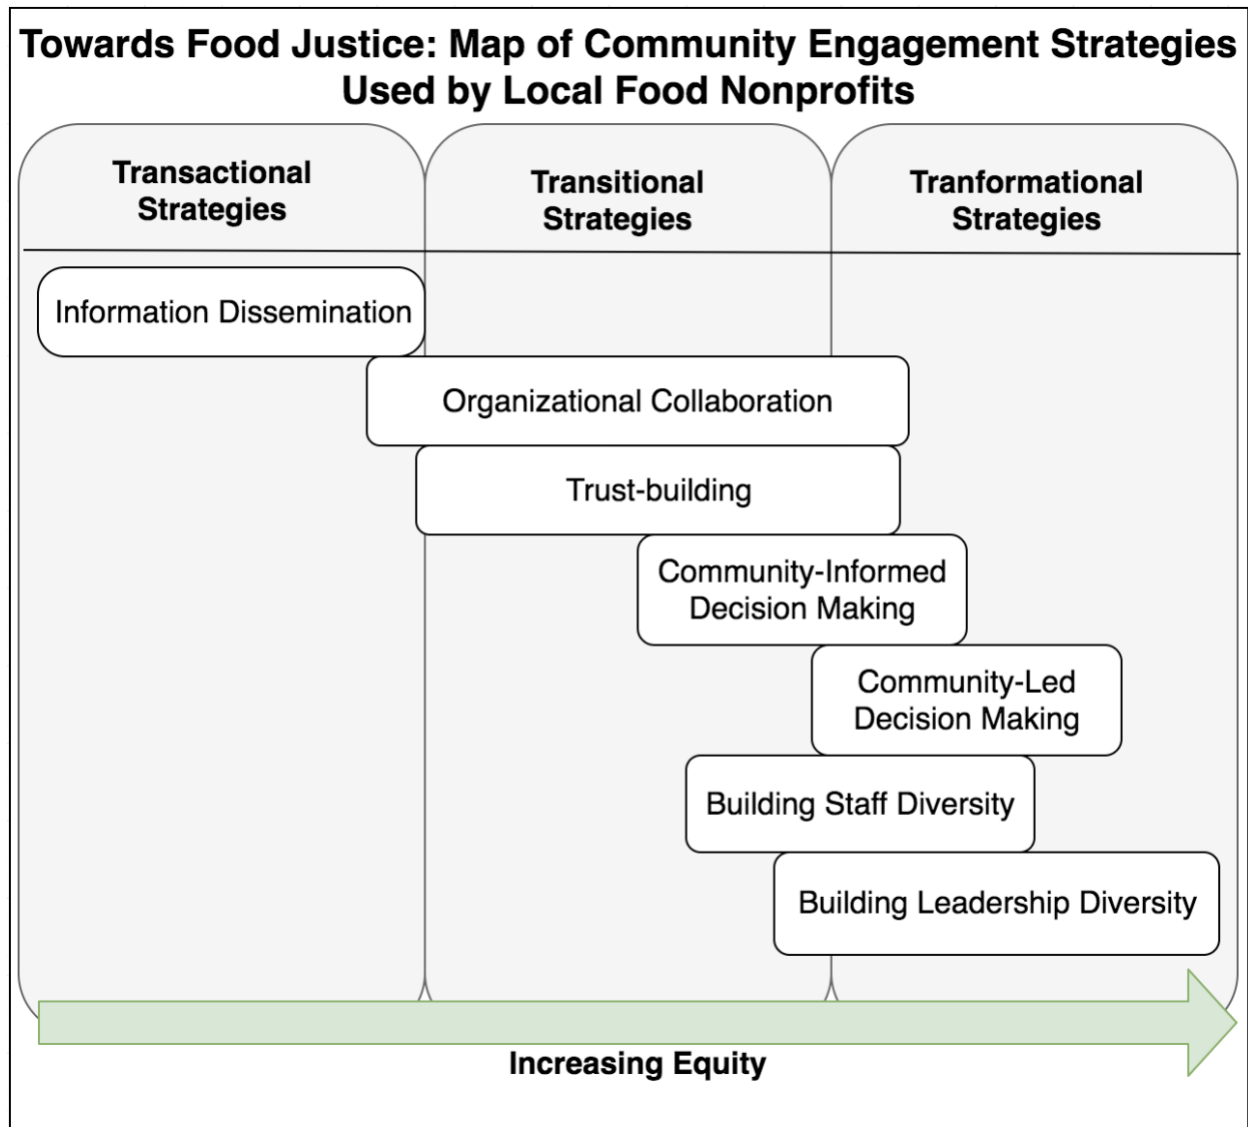 Towards Food Justice: Map of Community Engagement Strategies
Used by Local Food Nonprofits
Transactional
Strategies
Transitional
Strategies
Tranformational
Strategies
Information Dissemination
Organizational Collaboration
Trust-building
Community-Informed
Decision Making
Community-Led
Decision Making
Building Staff Diversity
Building Leadership Diversity
Increasing Equity